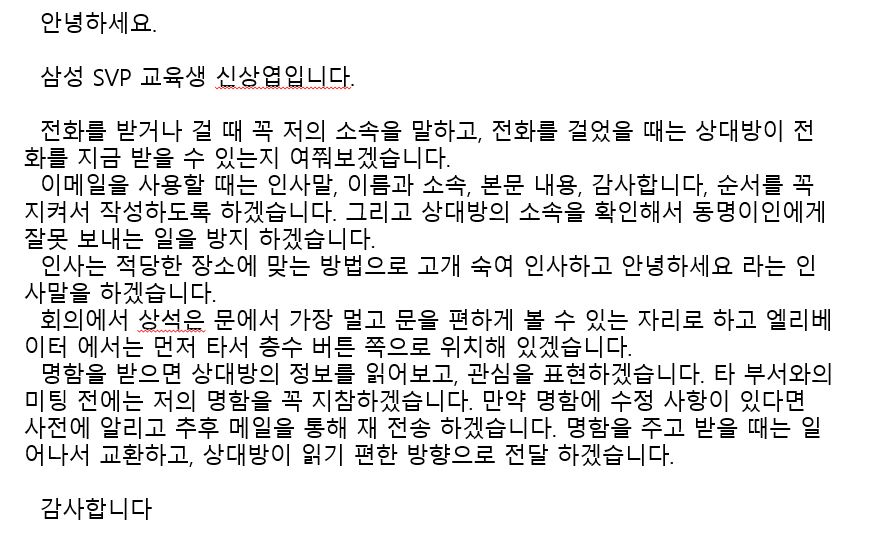 안녕하세요.
삼성 SVP 교육생 신상엽입니다.
전화를 받거나 걸 때 꼭 저의 소속을 말하고, 전화를 걸었을 때는 상대방이 전
화를 지금 받을 수 있는지 여쭤보겠습니다.
이메일을 사용할 때는 인사말, 이름과 소속, 본문 내용, 감사합니다, 순서를 꼭
지켜서 작성하도록 하겠습니다. 그리고 상대방의 소속을 확인해서 동명이인에게
잘못 보내는 일을 방지 하겠습니다.
인사는 적당한 장소에 맞는 방법으로 고개 숙여 인사하고 안녕하세요 라는 인
사말을 하겠습니다.
회의에서 상석은 문에서 가장 멀고 문을 편하게 볼 수 있는 자리로 하고 엘리베
이터 에서는 먼저 타서 층수 버튼 쪽으로 위치해 있겠습니다.
명함을 받으면 상대방의 정보를 읽어보고, 관심을 표현하겠습니다. 타 부서와의
미팅 전에는 저의 명함을 꼭 지참하겠습니다. 만약 명함에 수정 사항이 있다면
사전에 알리고 추후 메일을 통해 재 전송 하겠습니다. 명함을 주고 받을 때는 일
어나서 교환하고, 상대방이 읽기 편한 방향으로 전달 하겠습니다.
감사합니다